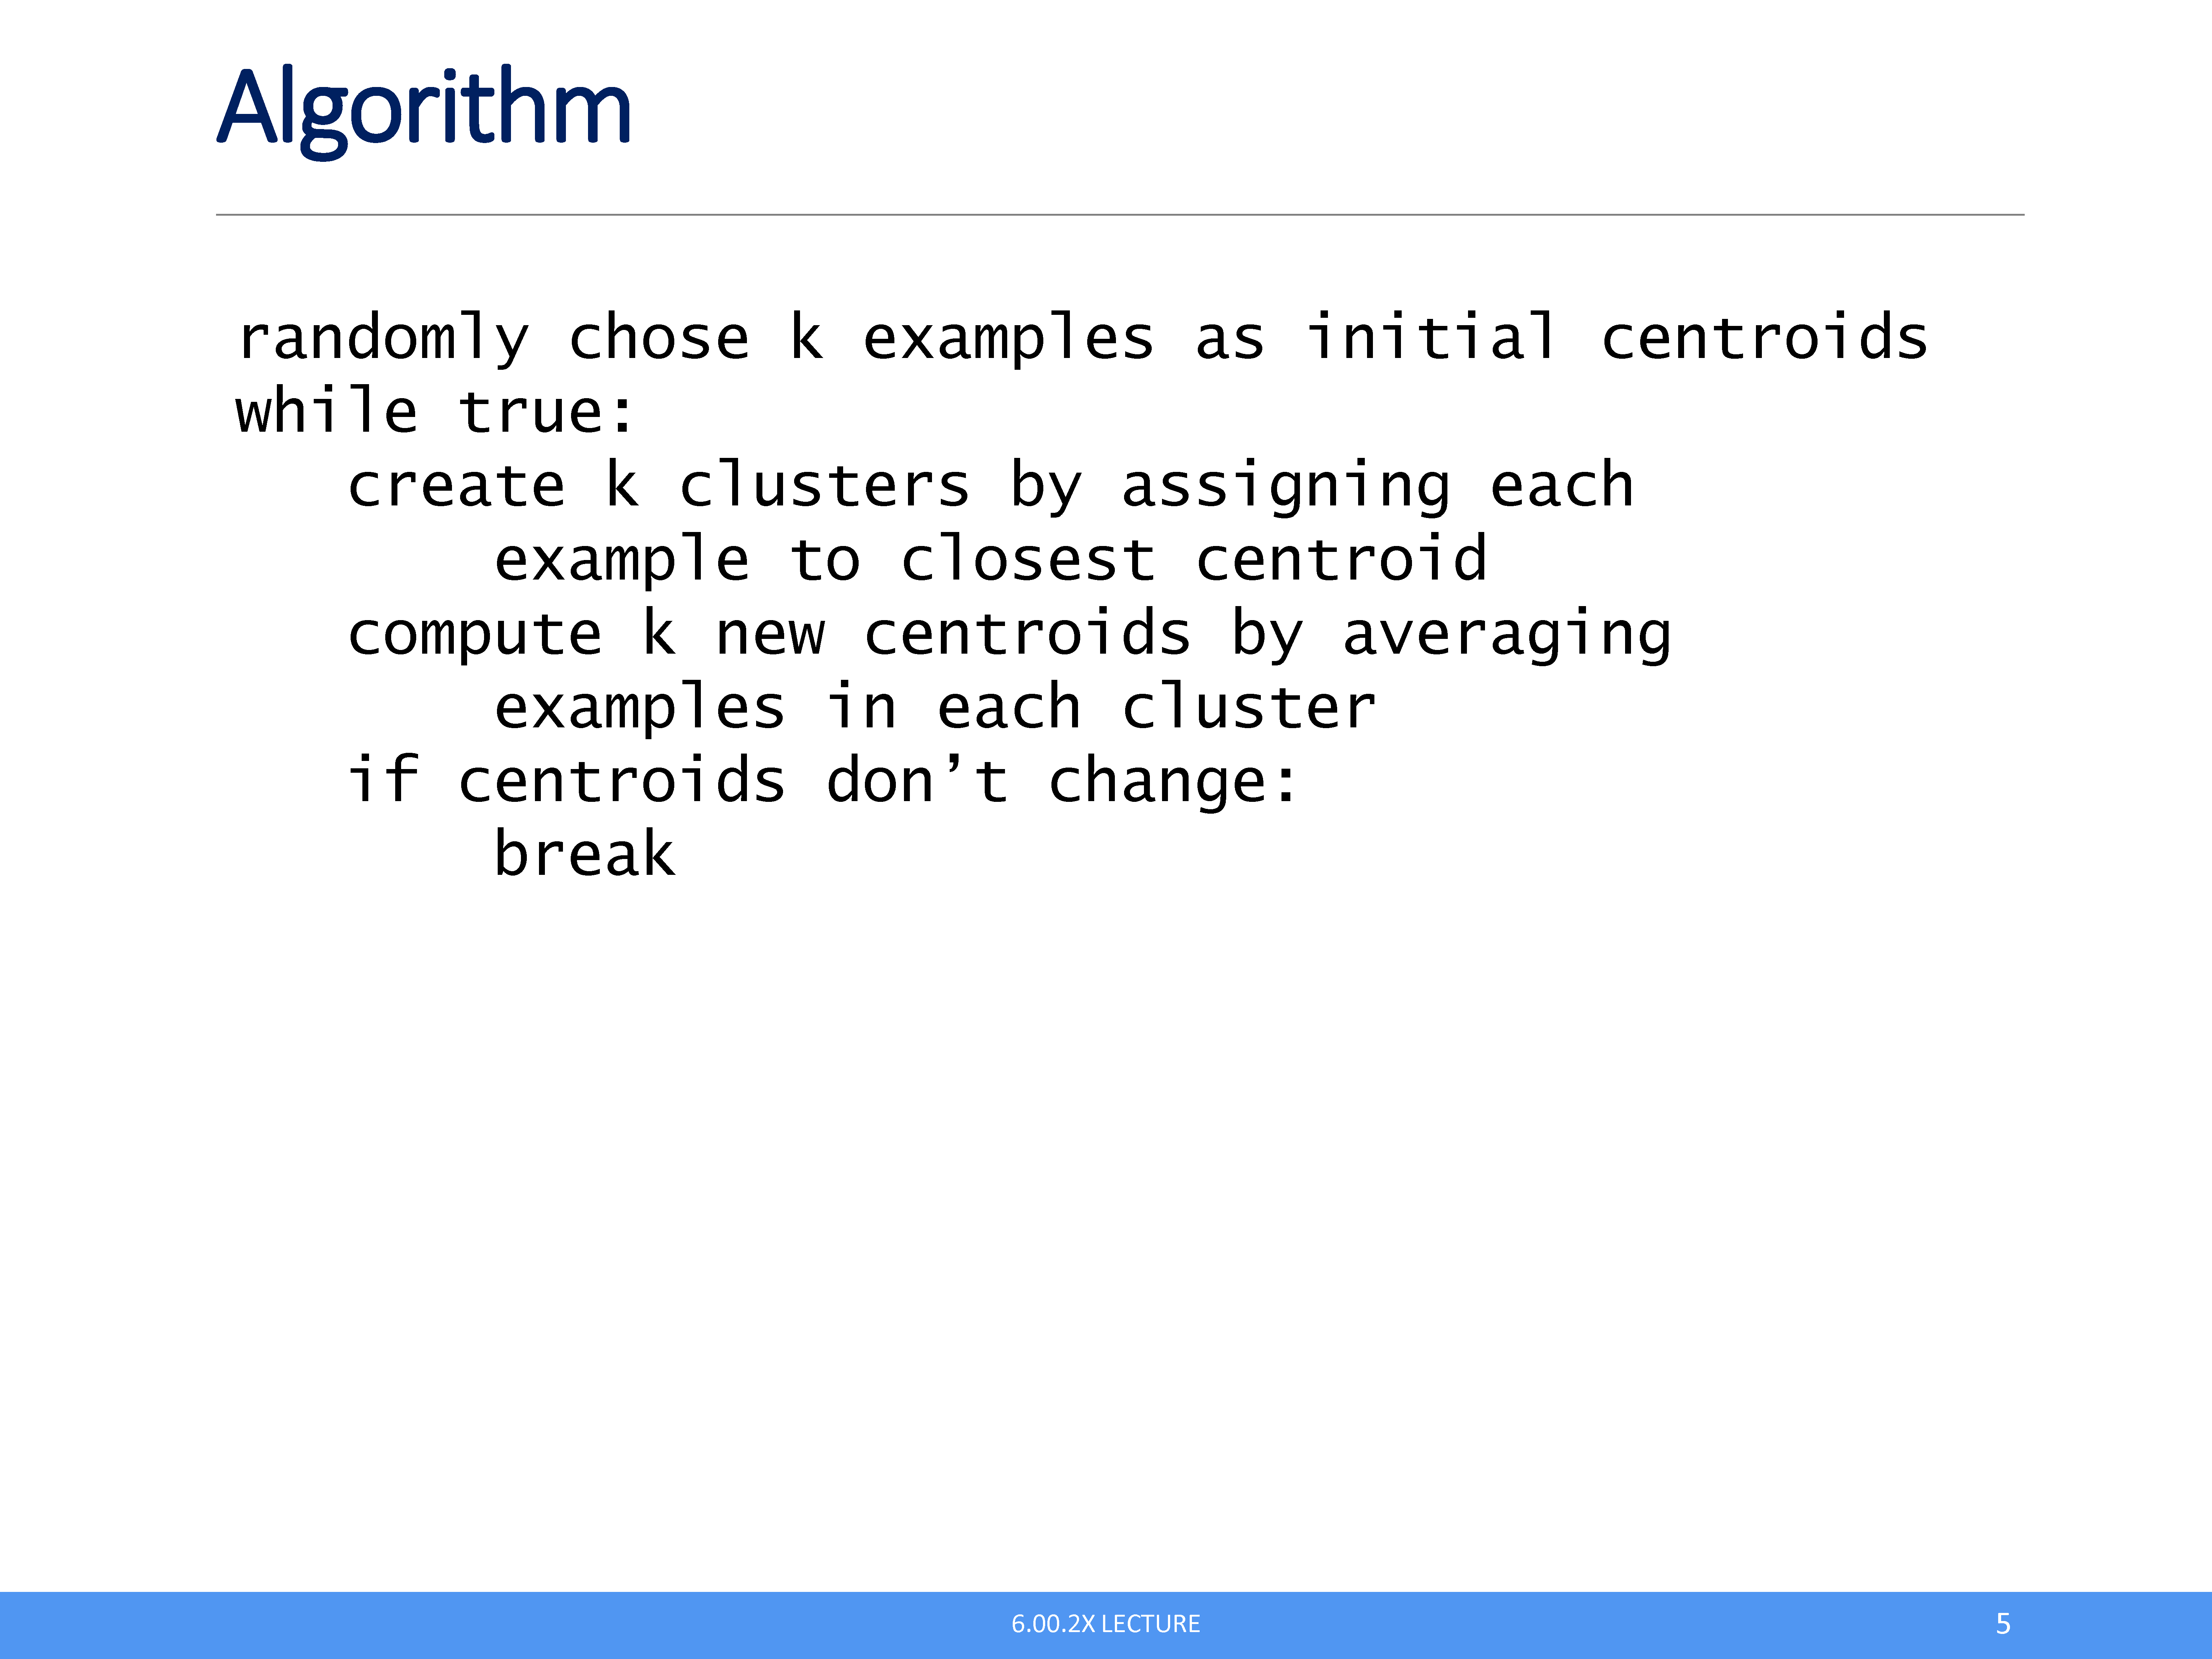 Algorithm
randomly chose k examples as initial centroids
while true:
create k clusters by assigning each
example to closest centroid
compute k new centroids by averaging
examples in each cluster
if centroids don’t change:
break
6.00.2X LECTURE
5